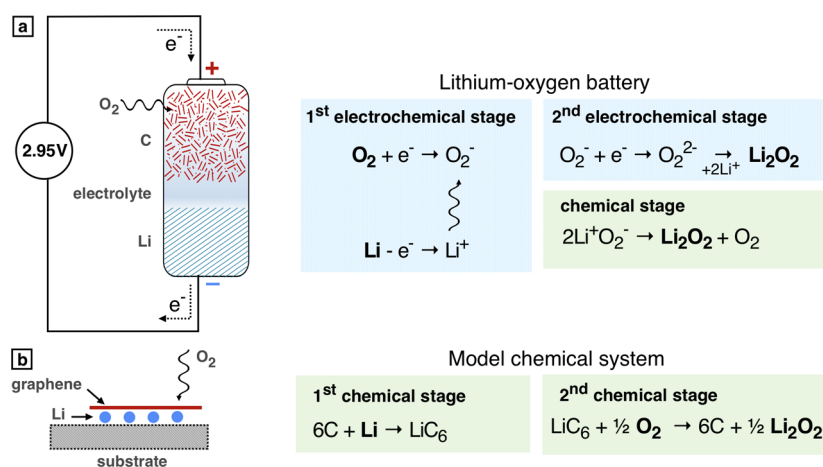 a
e-
+
O2
C
2.95V
electrolyte
Li
−
e-
Lithium-oxygen battery
1st electrochemical stage
O2 + e- → O2-
Li - e- → Li+
2nd electrochemical stage
O2- + e- → O22- → Li2O2
+2Li+
chemical stage
2Li+O2- → Li2O2 + O2
b
O2
graphene
Li
substrate
Model chemical system
1st chemical stage
6C + Li → LiC6
2nd chemical stage
LiC6 + ½ O2 → 6C + ½ Li2O2